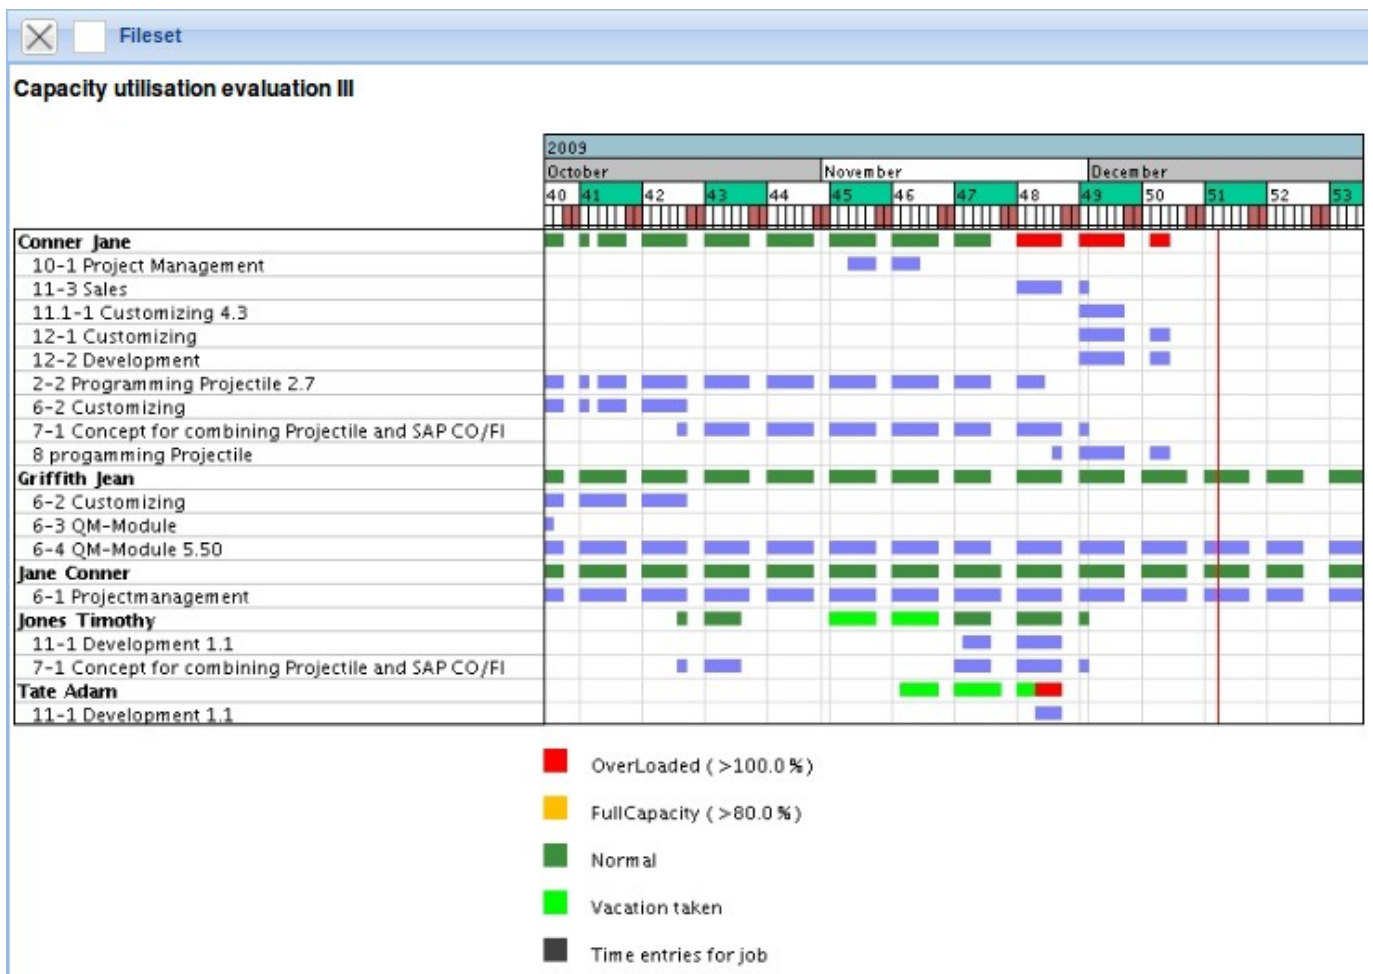 Fileset
Capacity utilisation evaluation III
2009
October November December
40 41 42 43 44 45 46 47 48 49 50 51 52 53
Conner Jane
10-1 Project Management
11-3 Sales
11.1-1 Customizing 4.3
12-1 Customizing
12-2 Development
2-2 Programming Projectile 2.7
6-2 Customizing
7-1 Concept for combining Projectile and SAP CO/FI
8 progamming Projectile
Griffith Jean
6-2 Customizing
6-3 QM-Module
6-4 QM-Module 5.50
Jane Conner
6-1 Projectmanagement
Jones Timothy
11-1 Development 1.1
7-1 Concept for combining Projectile and SAP CO/FI
Tate Adam
11-1 Development 1.1
OverLoaded (>100.0%)
FullCapacity (>80.0%)
Normal
Vacation taken
Time entries for job